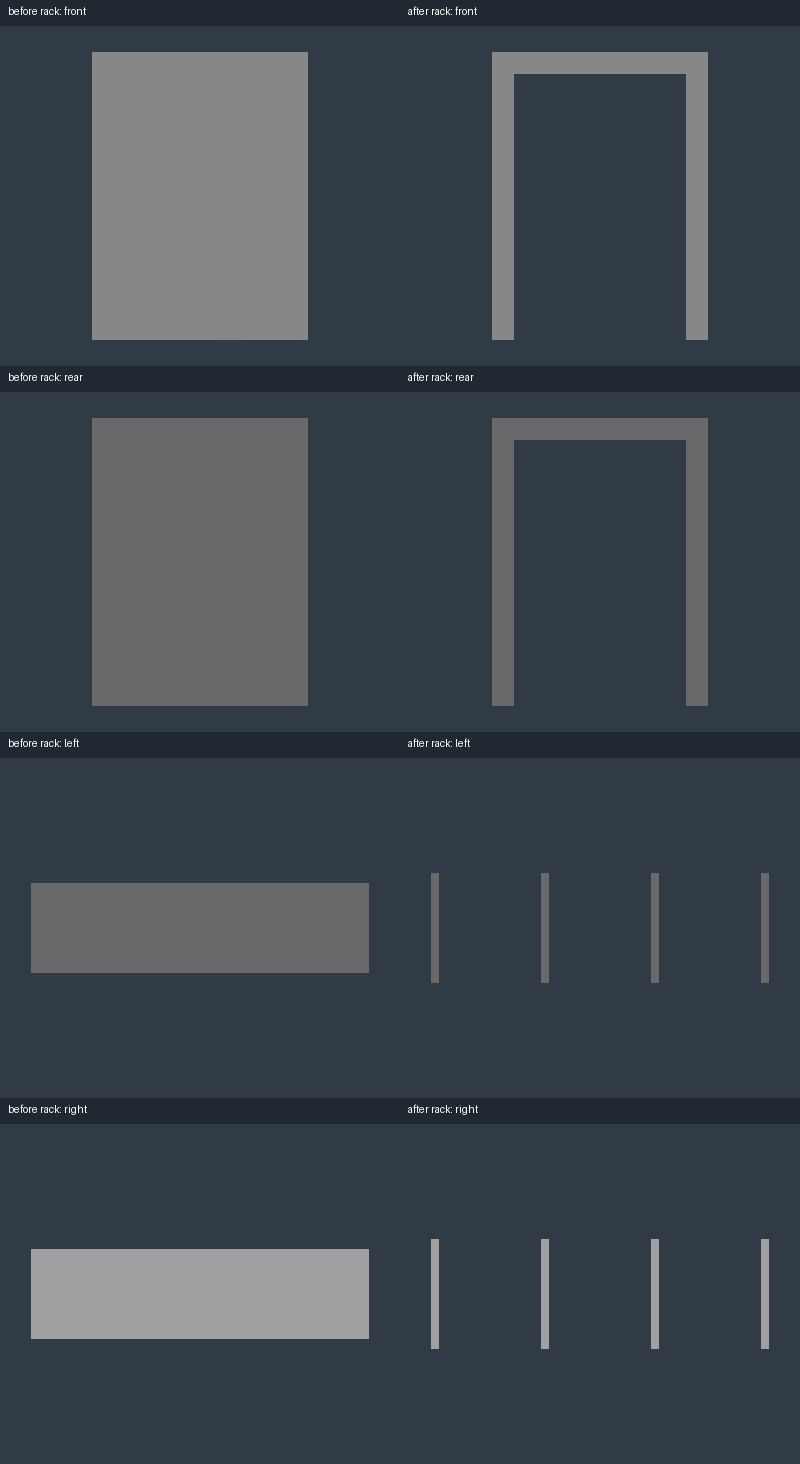 before rack: front
after rack: front
before rack: rear
after rack: rear
before rack: left
after rack: left
before rack: right
after rack: right